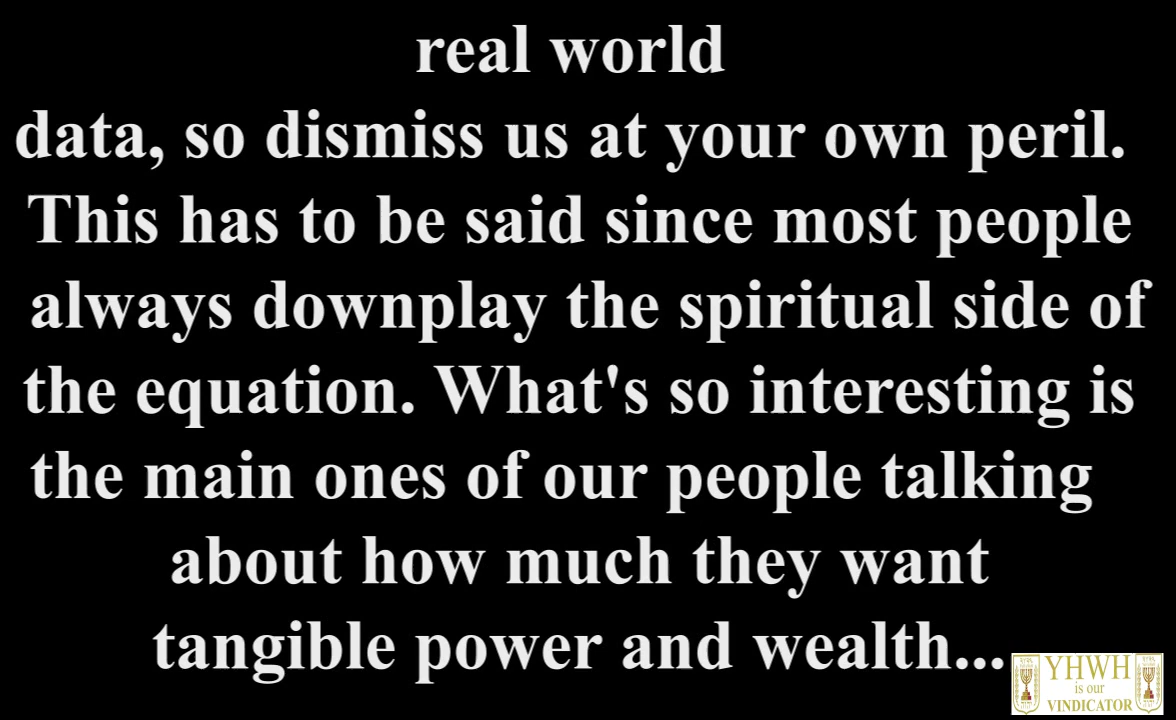 real world
data, so dismiss us at your own peril.
This has to be said since most people
always downplay the spiritual side of
the equation. What's so interesting is
the main ones of our people talking
about how much they want
tangible power and wealth...
YHWH
is our
VINDICATOR